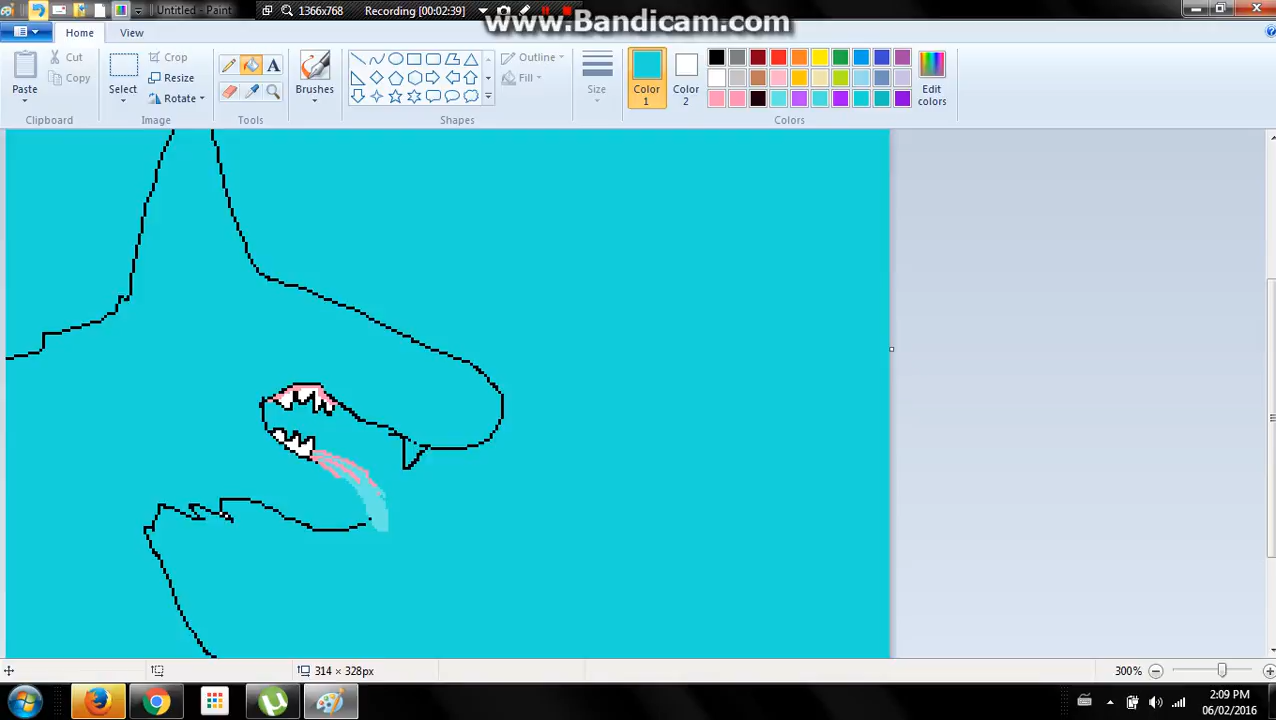 Untitled - Paint
1366x768
Recording [00:02:39]
www.Bandicam.com
Home
View
Paste
Cut
Copy
Clipboard
Select
Crop
Resize
Rotate
Image
A
Tools
Brushes
Outline
Fill
Shapes
Size
Color
1
Color
2
Edit
colors
Colors
314 × 328px
300%
2:09 PM
06/02/2016